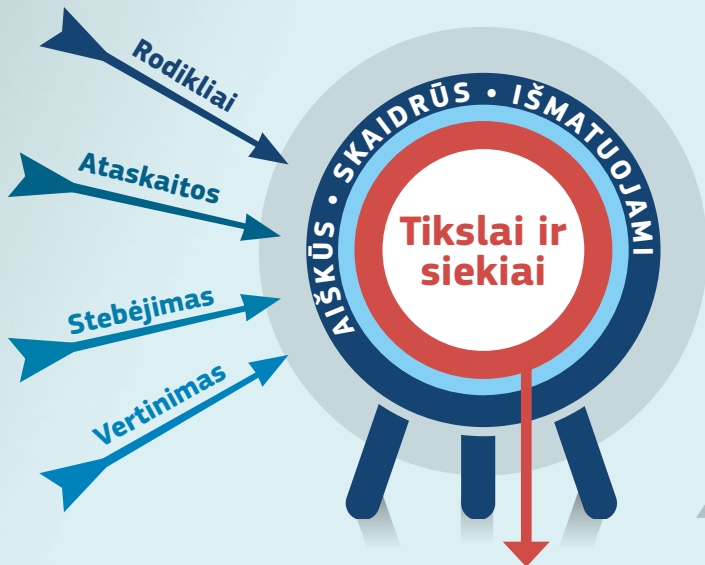 Rodikliai
Ataskaitos
Stebėjimas
Vertinimas
AIŠKŪS • SKAIDRŪS • IŠMATUOJAMI
Tikslai ir
siekiai